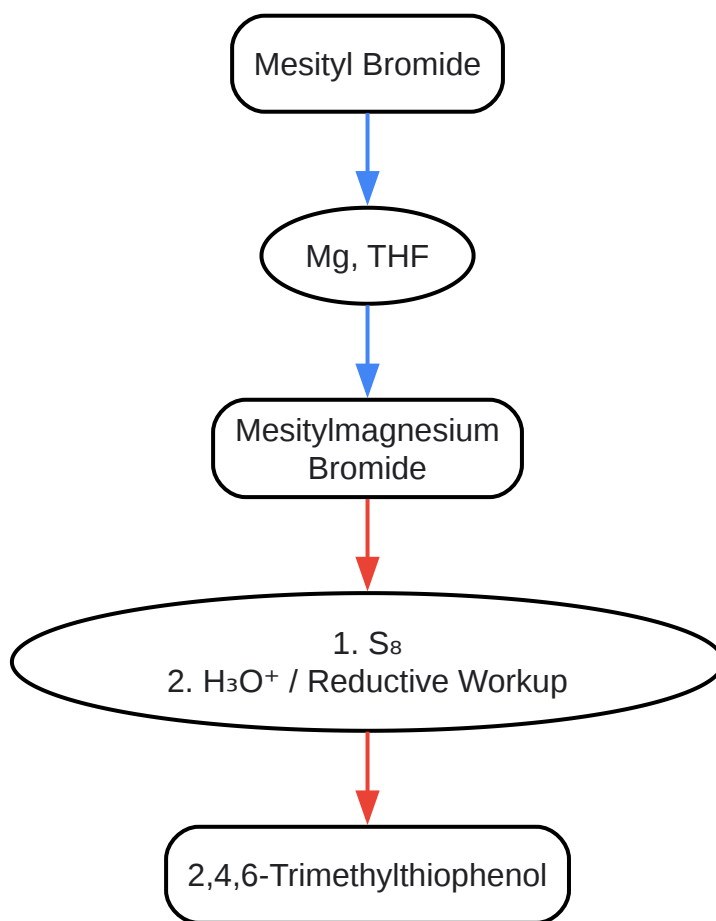 Mesityl Bromide
Mg, THF
Mesitylmagnesium
Bromide
1. S₈
2. H₃O⁺ / Reductive Workup
2,4,6-Trimethylthiophenol